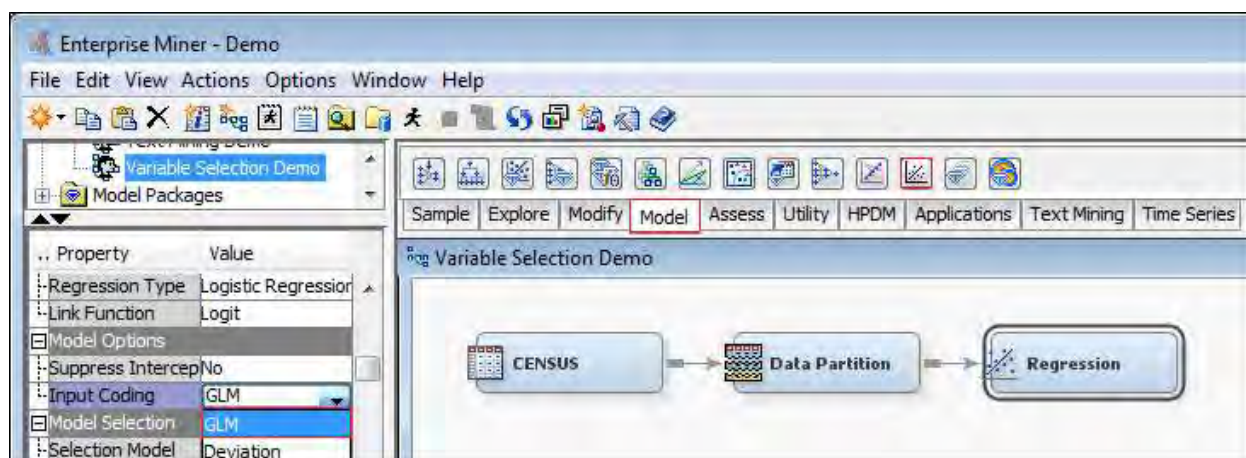 Enterprise Miner - Demo
File Edit View Actions Options Window Help
Text Mining Demo
Variable Selection Demo
Model Packages
Sample Explore Modify Model Assess Utility HPDM Applications Text Mining Time Series
.. Property Value
Variable Selection Demo
Regression Type Logistic Regression
Link Function Logit
Model Options
Suppress Intercep No
Input Coding GLM
Model Selection GLM
Selection Model Deviation
CENSUS
Data Partition
Regression